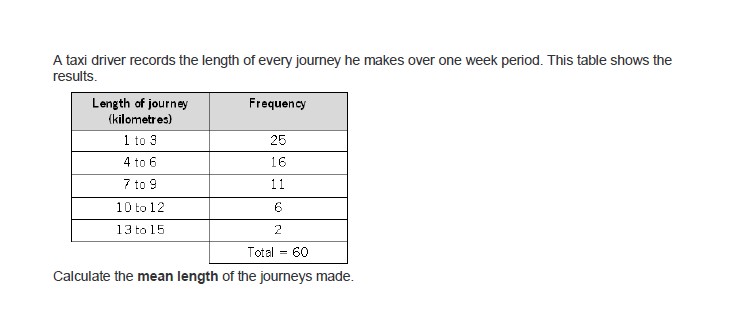 A taxi driver records the length of every journey he makes over one week period. This table shows the
results.
Length of journey (kilometres) Frequency
1 to 3 25
4 to 6 16
7 to 9 11
10 to 12 6
13 to 15 2
Total = 60
Calculate the mean length of the journeys made.